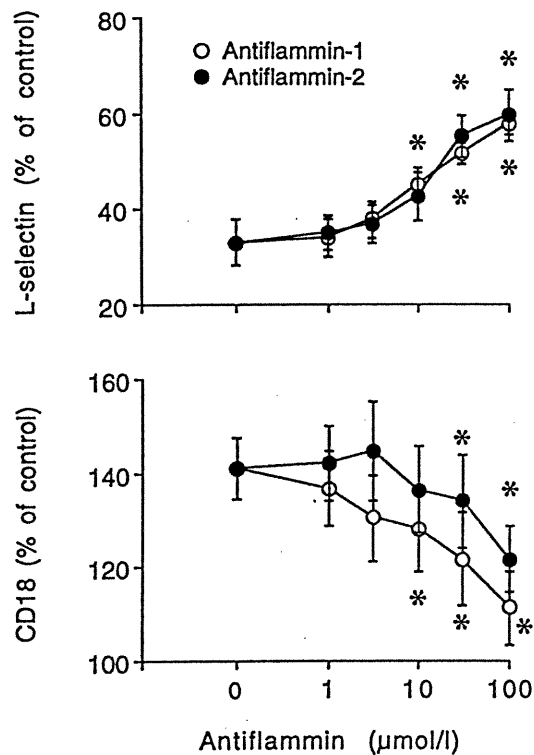 80
60
40
20
L-selectin (% of control)
Antiflammin-1
Antiflammin-2
* * *
* *
160
140
120
100
CD18 (% of control)
* *
* * *
0 1 10 100
Antiflammin (µmol/l)